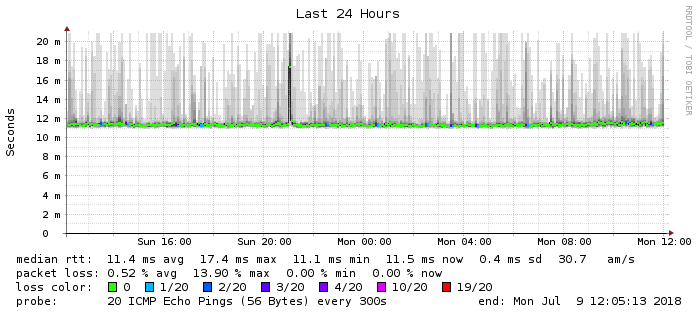 Last 24 Hours
RRDTOOL / TOBI OETIKER
Seconds
20 m
18 m
16 m
14 m
12 m
10 m
8 m
6 m
4 m
2 m
0
Sun 16:00 Sun 20:00 Mon 00:00 Mon 04:00 Mon 08:00 Mon 12:00
median rtt: 11.4 ms avg 17.4 ms max 11.1 ms min 11.5 ms now 0.4 ms sd 30.7 am/s
packet loss: 0.52 % avg 13.90 % max 0.00 % min 0.00 % now
loss color: 0 1/20 2/20 3/20 4/20 10/20 19/20
probe: 20 ICMP Echo Pings (56 Bytes) every 300s end: Mon Jul 9 12:05:13 2018